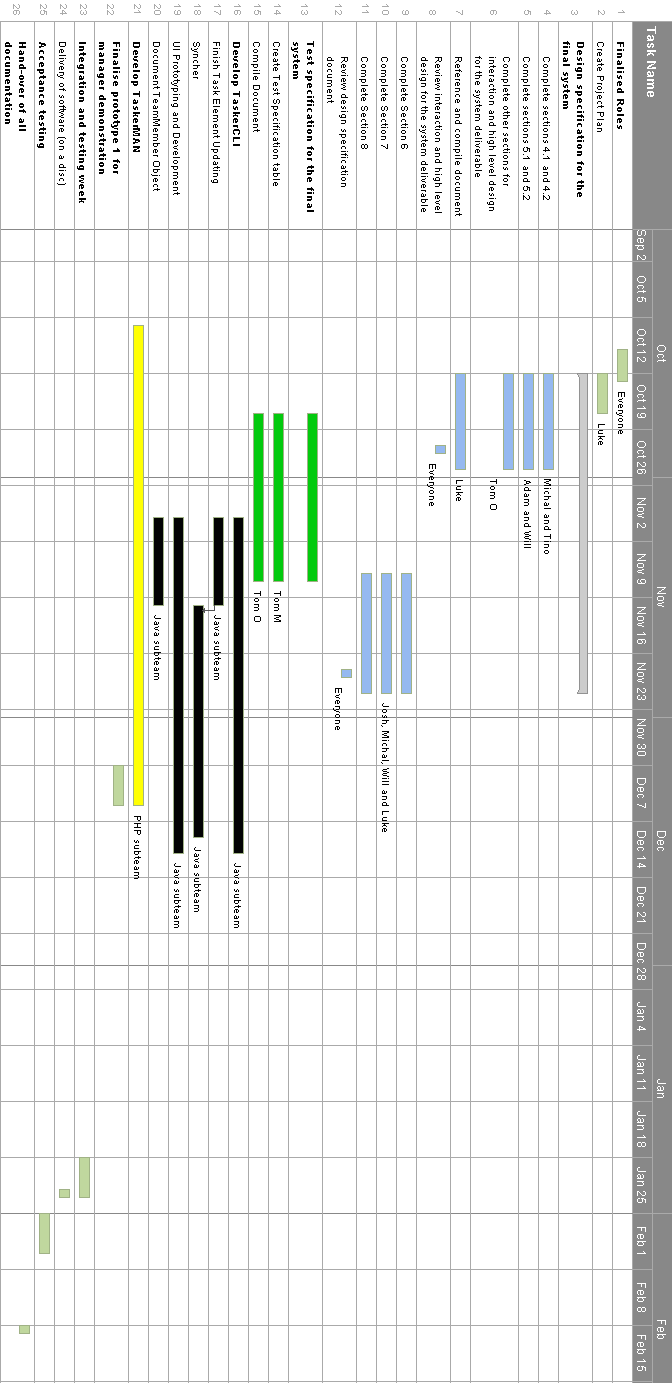 Task Name
Oct
Nov
Dec
Jan
Feb
Sep 2
Oct 5
Oct 12
Oct 19
Oct 26
Nov 2
Nov 9
Nov 16
Nov 23
Nov 30
Dec 7
Dec 14
Dec 21
Dec 28
Jan 4
Jan 11
Jan 18
Jan 25
Feb 1
Feb 8
Feb 15
1
Finalised Roles
Everyone
2
Create Project Plan
Luke
3
Design specification for the
final system
4
Complete sections 4.1 and 4.2
Michal and Tino
5
Complete sections 5.1 and 5.2
Adam and Will
6
Complete other sections for
interaction and high level design
for the system deliverable
Tom O
7
Reference and compile document
Luke
8
Review interaction and high level
design for the system deliverable
Everyone
9
Complete Section 6
10
Complete Section 7
Josh, Michal, Will and Luke
11
Complete Section 8
12
Review design specification
document
Everyone
13
Test specification for the final
system
14
Create Test Specification table
Tom M
15
Compile Document
Tom O
16
Develop TaskerCLI
Java subteam
17
Finish Task Element Updating
Java subteam
18
Syncher
Java subteam
19
UI Prototyping and Development
Java subteam
20
Document TeamMember Object
Java subteam
21
Develop TaskerMAN
PHP subteam
22
Finalise prototype 1 for
manager demonstration
23
Integration and testing week
24
Delivery of software (on a disc)
25
Acceptance testing
26
Hand-over of all
documentation